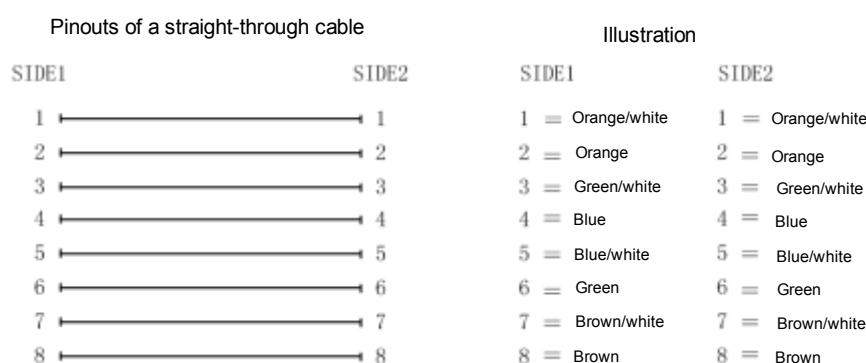 Pinouts of a straight-through cable
Illustration
SIDE1 SIDE2 SIDE1 SIDE2
1 1 1 = Orange/white 1 = Orange/white
2 2 2 = Orange 2 = Orange
3 3 3 = Green/white 3 = Green/white
4 4 4 = Blue 4 = Blue
5 5 5 = Blue/white 5 = Blue/white
6 6 6 = Green 6 = Green
7 7 7 = Brown/white 7 = Brown/white
8 8 8 = Brown 8 = Brown